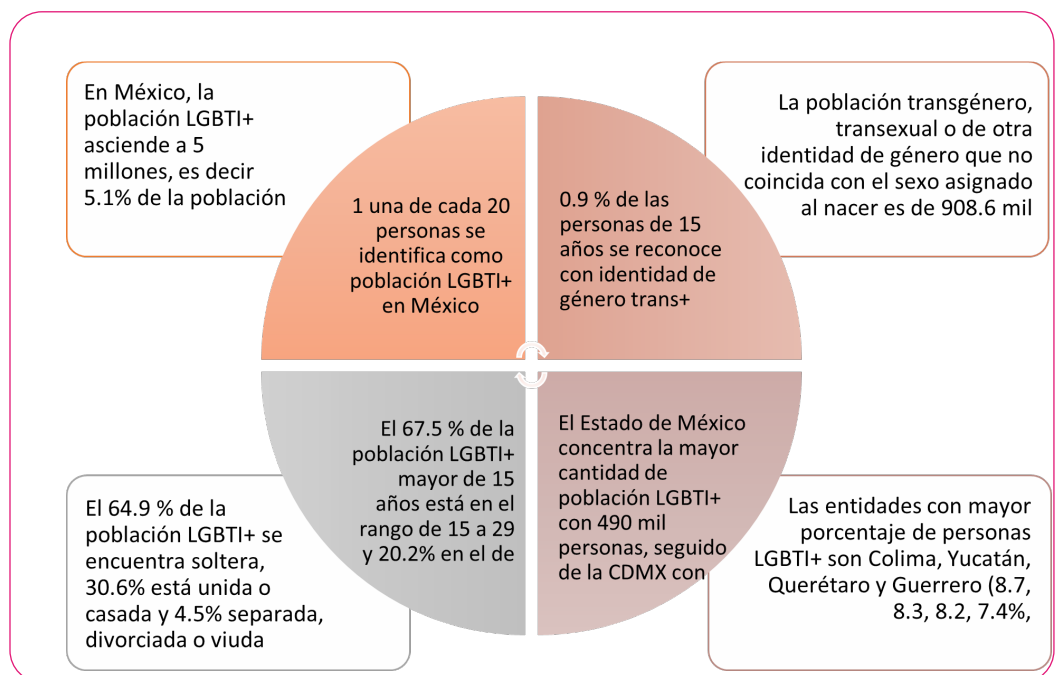 En México, la
población LGBTI+
asciende a 5
millones, es decir
5.1% de la población
1 una de cada 20
personas se
identifica como
población LGBTI+
en México
La población transgénero,
transexual o de otra
identidad de género que no
coincida con el sexo asignado
al nacer es de 908.6 mil
0.9 % de las
personas de 15
años se reconoce
con identidad de
género trans+
El 64.9 % de la
población LGBTI+ se
encuentra soltera,
30.6% está unida o
casada y 4.5% separada,
divorciada o viuda
El 67.5 % de la
población LGBTI+
mayor de 15
años está en el
rango de 15 a 29
y 20.2% en el de
El Estado de México
concentra la mayor
cantidad de
población LGBTI+
con 490 mil
personas, seguido
de la CDMX con
Las entidades con mayor
porcentaje de personas
LGBTI+ son Colima, Yucatán,
Querétaro y Guerrero (8.7,
8.3, 8.2, 7.4%,